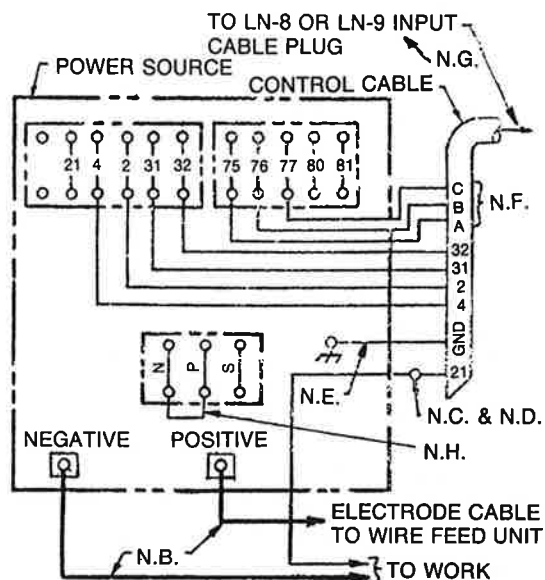 TO LN-8 OR LN-9 INPUT
CABLE PLUG
N.G.
POWER SOURCE
CONTROL CABLE
21 4 2 31 32 75 76 77 80 81
C
B
A
N.F.
32
31
2
4
GND
21
N P S
N.E.
N.C. & N.D.
N.H.
NEGATIVE POSITIVE
ELECTRODE CABLE
TO WIRE FEED UNIT
N.B.
TO WORK